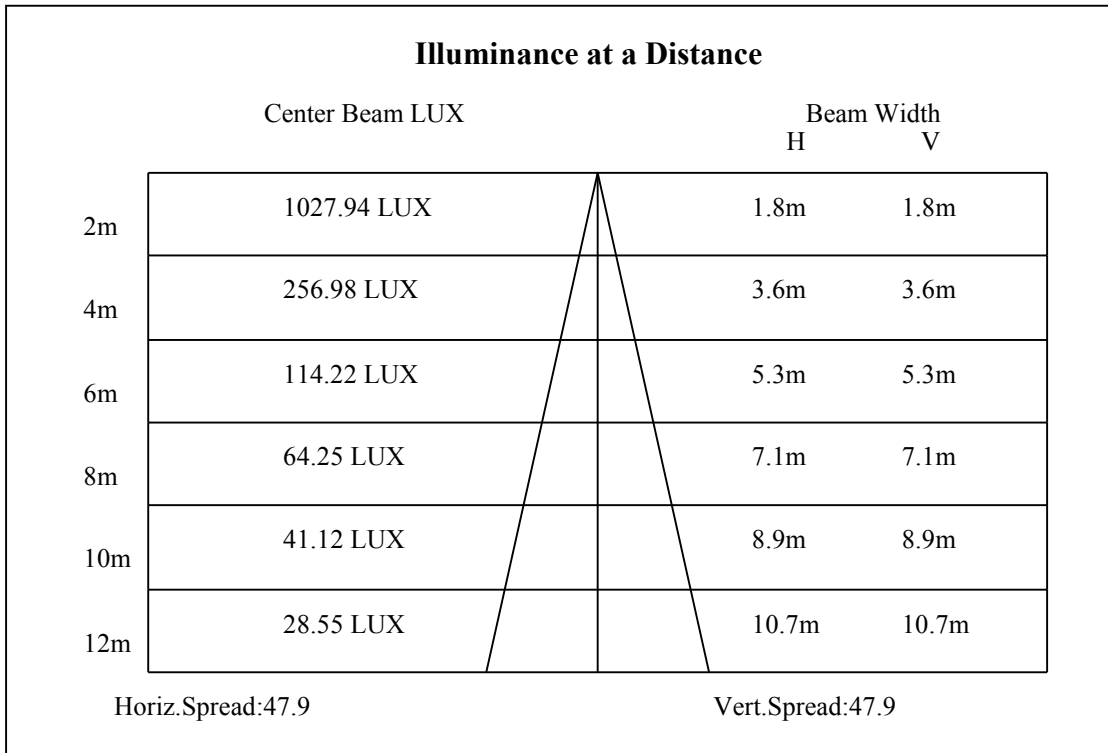 Illuminance at a Distance
Center Beam LUX Beam Width
H V
2m 1027.94 LUX 1.8m 1.8m
4m 256.98 LUX 3.6m 3.6m
6m 114.22 LUX 5.3m 5.3m
8m 64.25 LUX 7.1m 7.1m
10m 41.12 LUX 8.9m 8.9m
12m 28.55 LUX 10.7m 10.7m
Horiz.Spread:47.9 Vert.Spread:47.9